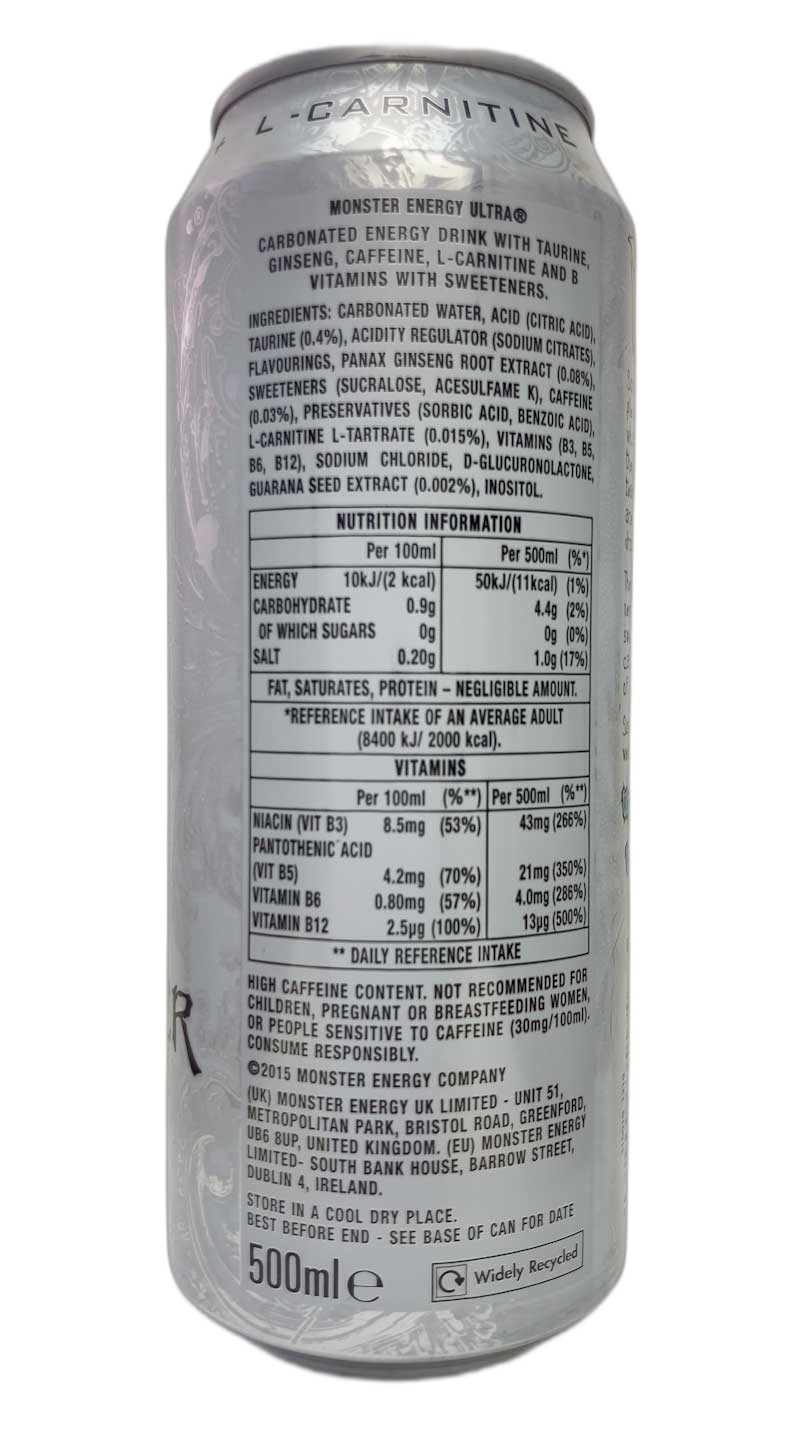 L-CARNITINE
MONSTER ENERGY ULTRA®
CARBONATED ENERGY DRINK WITH TAURINE,
GINSENG, CAFFEINE, L-CARNITINE AND B
VITAMINS WITH SWEETENERS.
INGREDIENTS: CARBONATED WATER, ACID (CITRIC ACID),
TAURINE (0.4%), ACIDITY REGULATOR (SODIUM CITRATES),
FLAVOURINGS, PANAX GINSENG ROOT EXTRACT (0.08%),
SWEETENERS (SUCRALOSE, ACESULFAME K), CAFFEINE
(0.03%), PRESERVATIVES (SORBIC ACID, BENZOIC ACID),
L-CARNITINE L-TARTRATE (0.015%), VITAMINS (B3, B5,
B6, B12), SODIUM CHLORIDE, D-GLUCURONOLACTONE,
GUARANA SEED EXTRACT (0.002%), INOSITOL.
NUTRITION INFORMATION
Per 100ml Per 500ml (%*)
ENERGY 10kJ/(2 kcal) 50kJ/(11kcal) (1%)
CARBOHYDRATE 0.9g 4.4g (2%)
OF WHICH SUGARS 0g 0g (0%)
SALT 0.20g 1.0g (17%)
FAT, SATURATES, PROTEIN – NEGLIGIBLE AMOUNT.
*REFERENCE INTAKE OF AN AVERAGE ADULT
(8400 kJ/ 2000 kcal).
VITAMINS
Per 100ml (%**) Per 500ml (%**)
NIACIN (VIT B3) 8.5mg (53%) 43mg (266%)
PANTOTHENIC ACID
(VIT B5) 4.2mg (70%) 21mg (350%)
VITAMIN B6 0.80mg (57%) 4.0mg (286%)
VITAMIN B12 2.5µg (100%) 13µg (500%)
** DAILY REFERENCE INTAKE
HIGH CAFFEINE CONTENT. NOT RECOMMENDED FOR
CHILDREN, PREGNANT OR BREASTFEEDING WOMEN,
OR PEOPLE SENSITIVE TO CAFFEINE (30mg/100ml).
CONSUME RESPONSIBLY.
©2015 MONSTER ENERGY COMPANY
(UK) MONSTER ENERGY UK LIMITED - UNIT 51,
METROPOLITAN PARK, BRISTOL ROAD, GREENFORD,
UB6 8UP, UNITED KINGDOM. (EU) MONSTER ENERGY
LIMITED- SOUTH BANK HOUSE, BARROW STREET,
DUBLIN 4, IRELAND.
STORE IN A COOL DRY PLACE.
BEST BEFORE END - SEE BASE OF CAN FOR DATE
500ml e
Widely Recycled